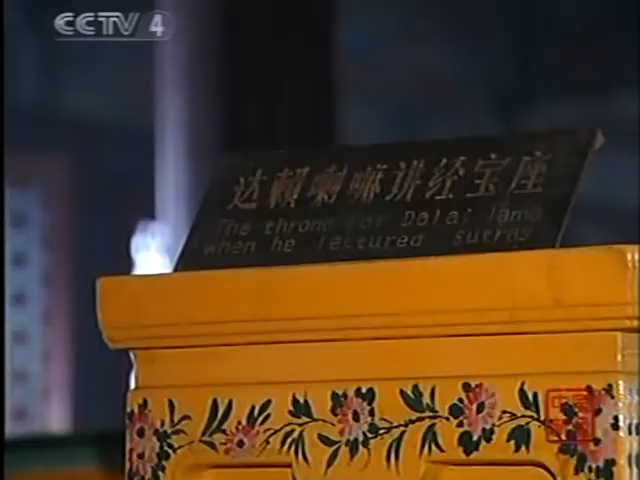 CCTV 4
达赖喇嘛讲经宝座
The throne for Dalai lama
when he lectured sutras